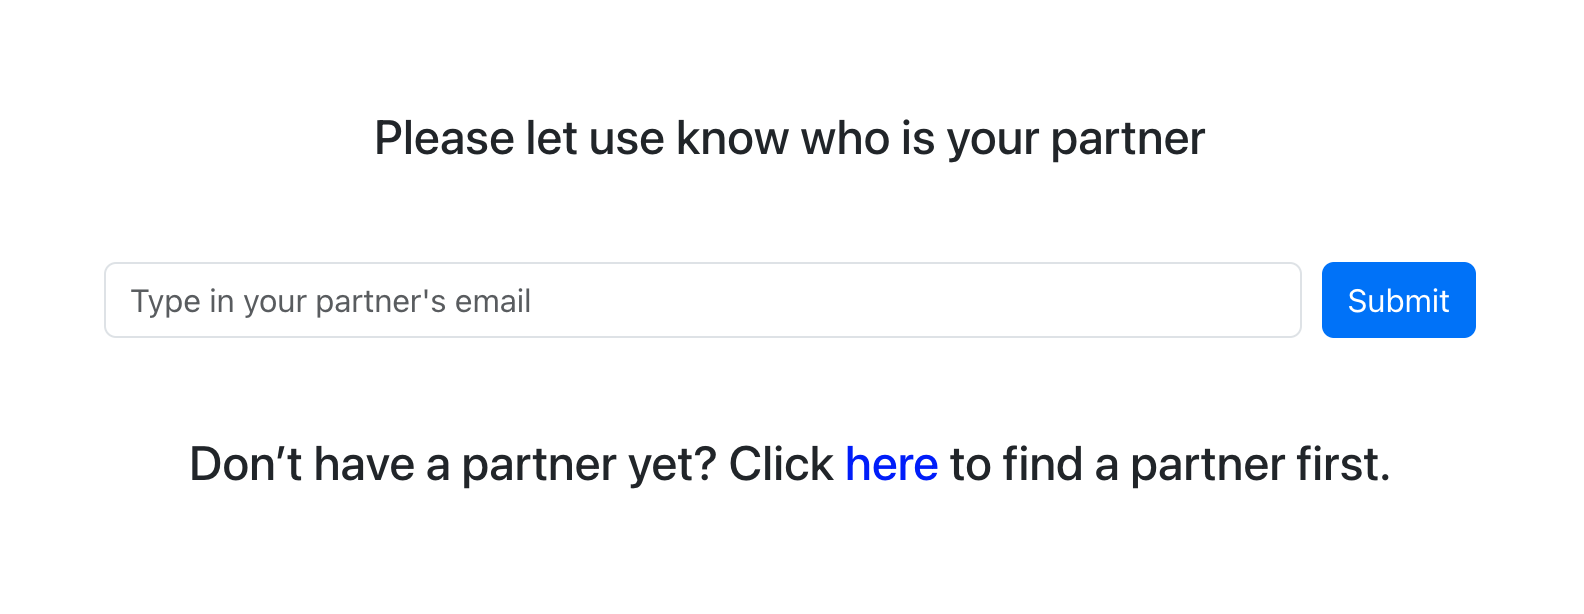 Please let use know who is your partner
Type in your partner's email
Submit
Don’t have a partner yet? Click here to find a partner first.